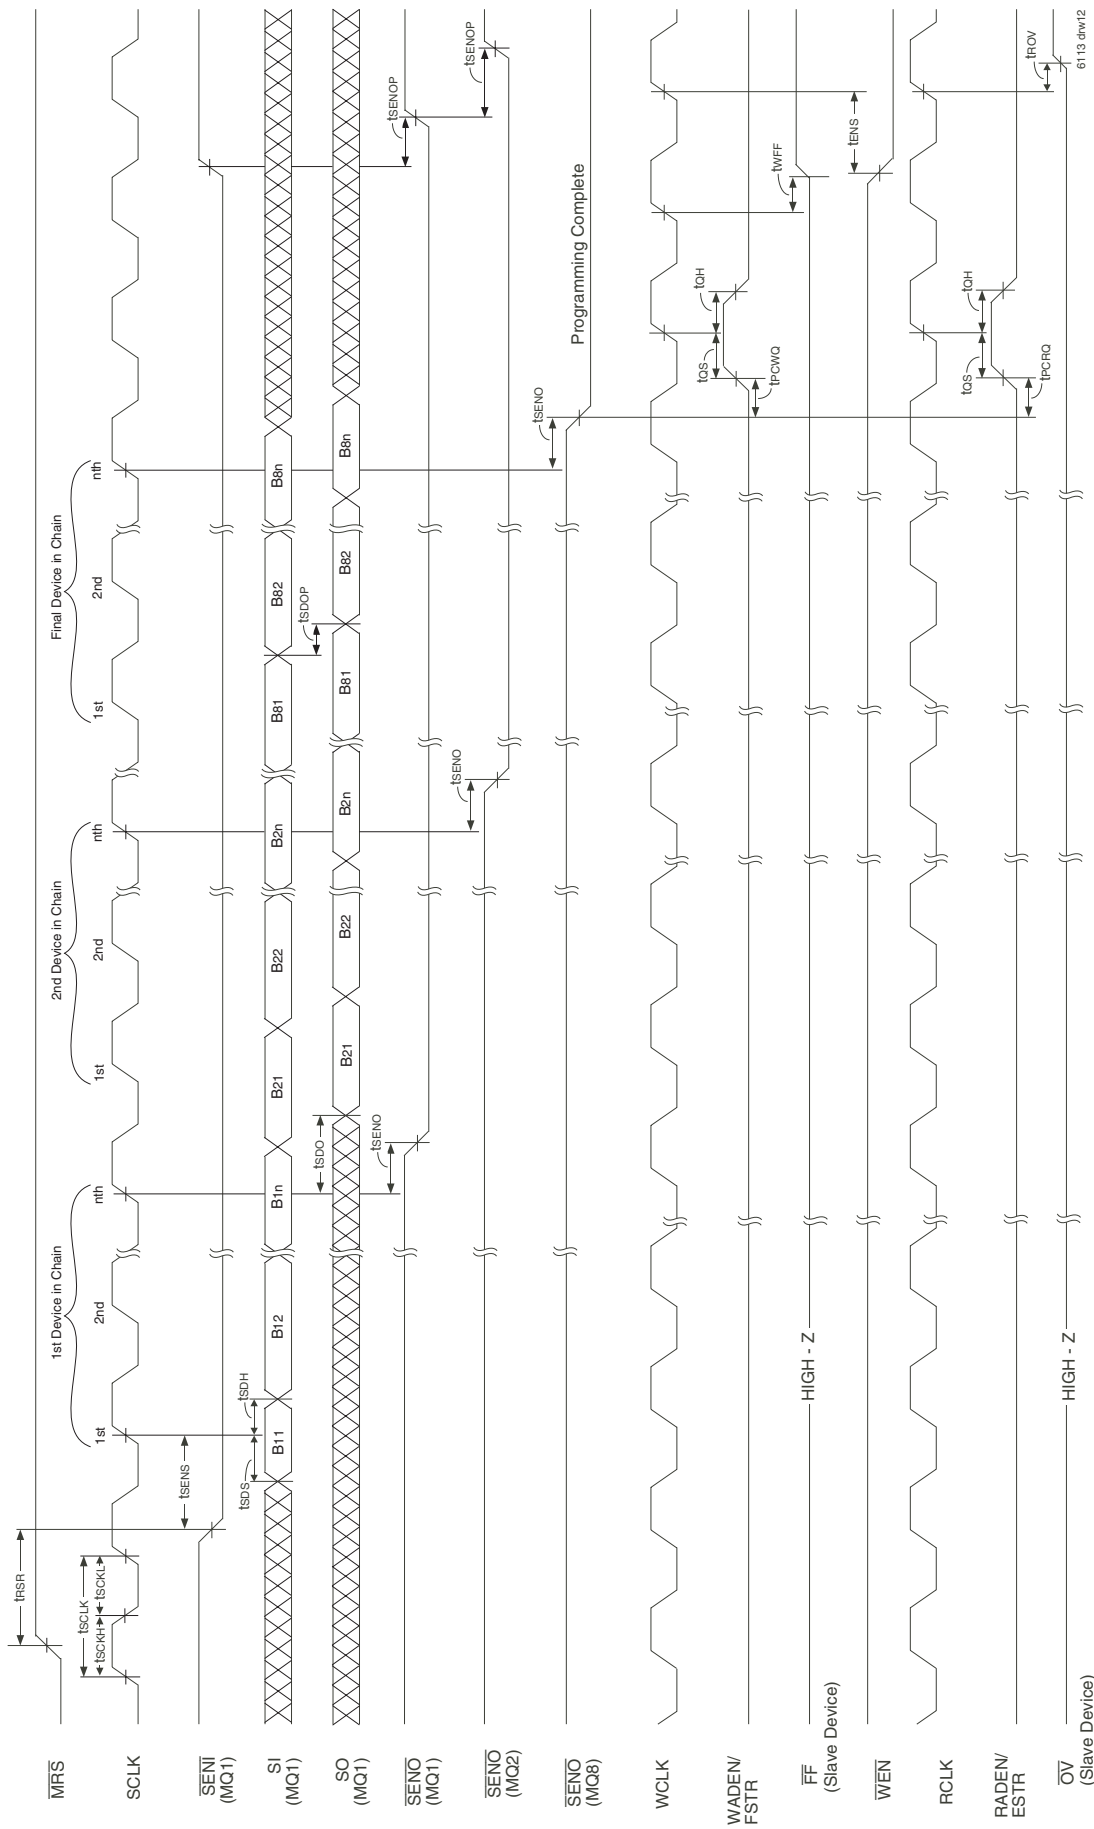 1st Device in Chain
2nd Device in Chain
Final Device in Chain
1st
2nd
nth
1st
2nd
nth
1st
2nd
nth
MRS
tRSR
SCLK
tSCLK
tSCKH
tSCKL
SENI
(MQ1)
tSENS
SI
(MQ1)
tSDS
tSDH
B11
B12
B1n
B21
B22
B2n
B81
B82
B8n
SO
(MQ1)
tSDO
tSDOP
B21
B22
B2n
B81
B82
B8n
SENO
(MQ1)
tSENO
tSENOP
SENO
(MQ2)
tSENO
tSENOP
SENO
(MQ8)
tSENO
Programming Complete
WCLK
WADEN/
FSTR
tQS
tQH
tPCWQ
FF
(Slave Device)
HIGH - Z
tWFF
WEN
tENS
RCLK
RADEN/
ESTR
tQS
tQH
tPCRQ
OV
(Slave Device)
HIGH - Z
tROV
6113 drw12